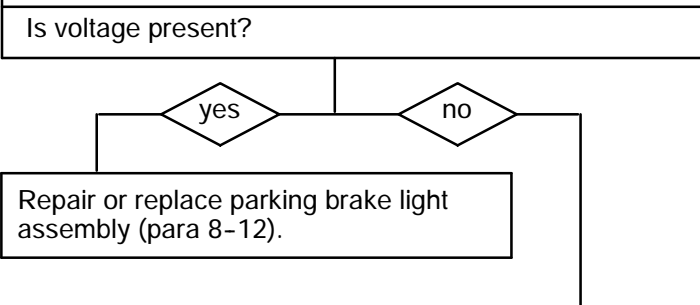 Is voltage present?
yes
no
Repair or replace parking brake light
assembly (para 8-12).